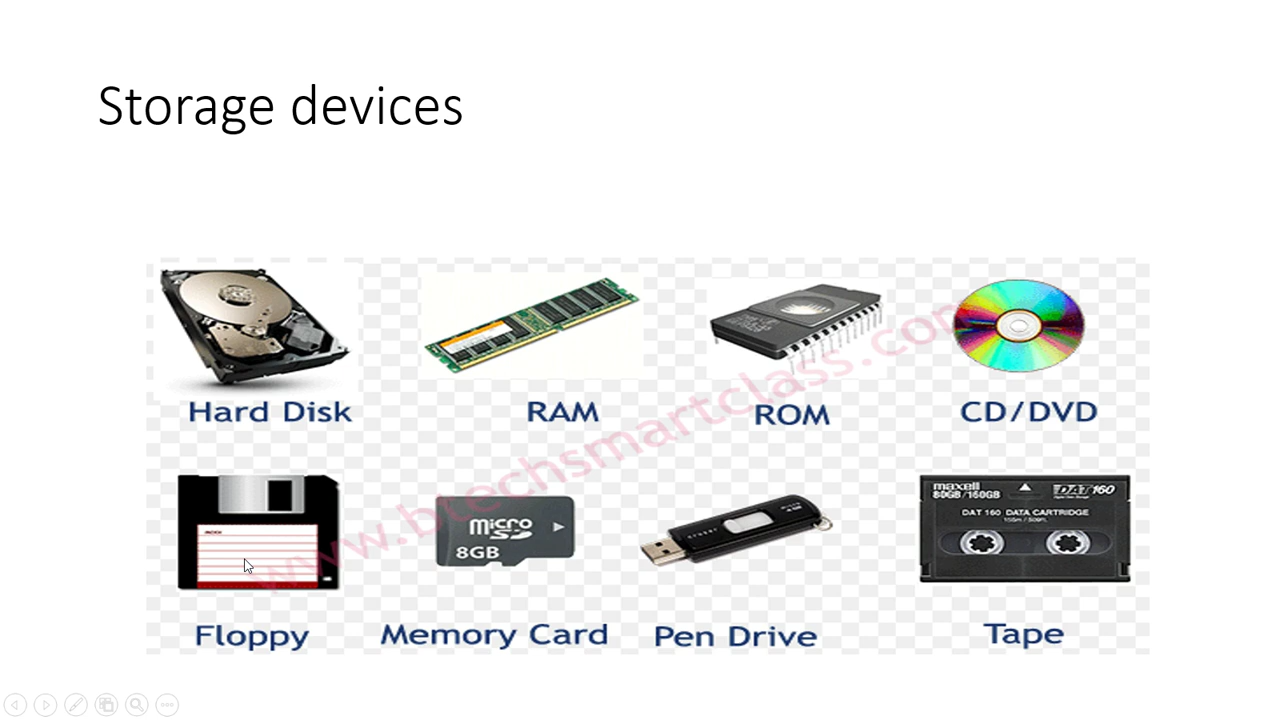 Storage devices
Hard Disk
RAM
ROM
CD/DVD
www.btechsmartclass.com
micro
SD
8GB
maxell
80GB/160GB
DAT 160
DAT 160 DATA CARTRIDGE
Floppy
Memory Card
Pen Drive
Tape